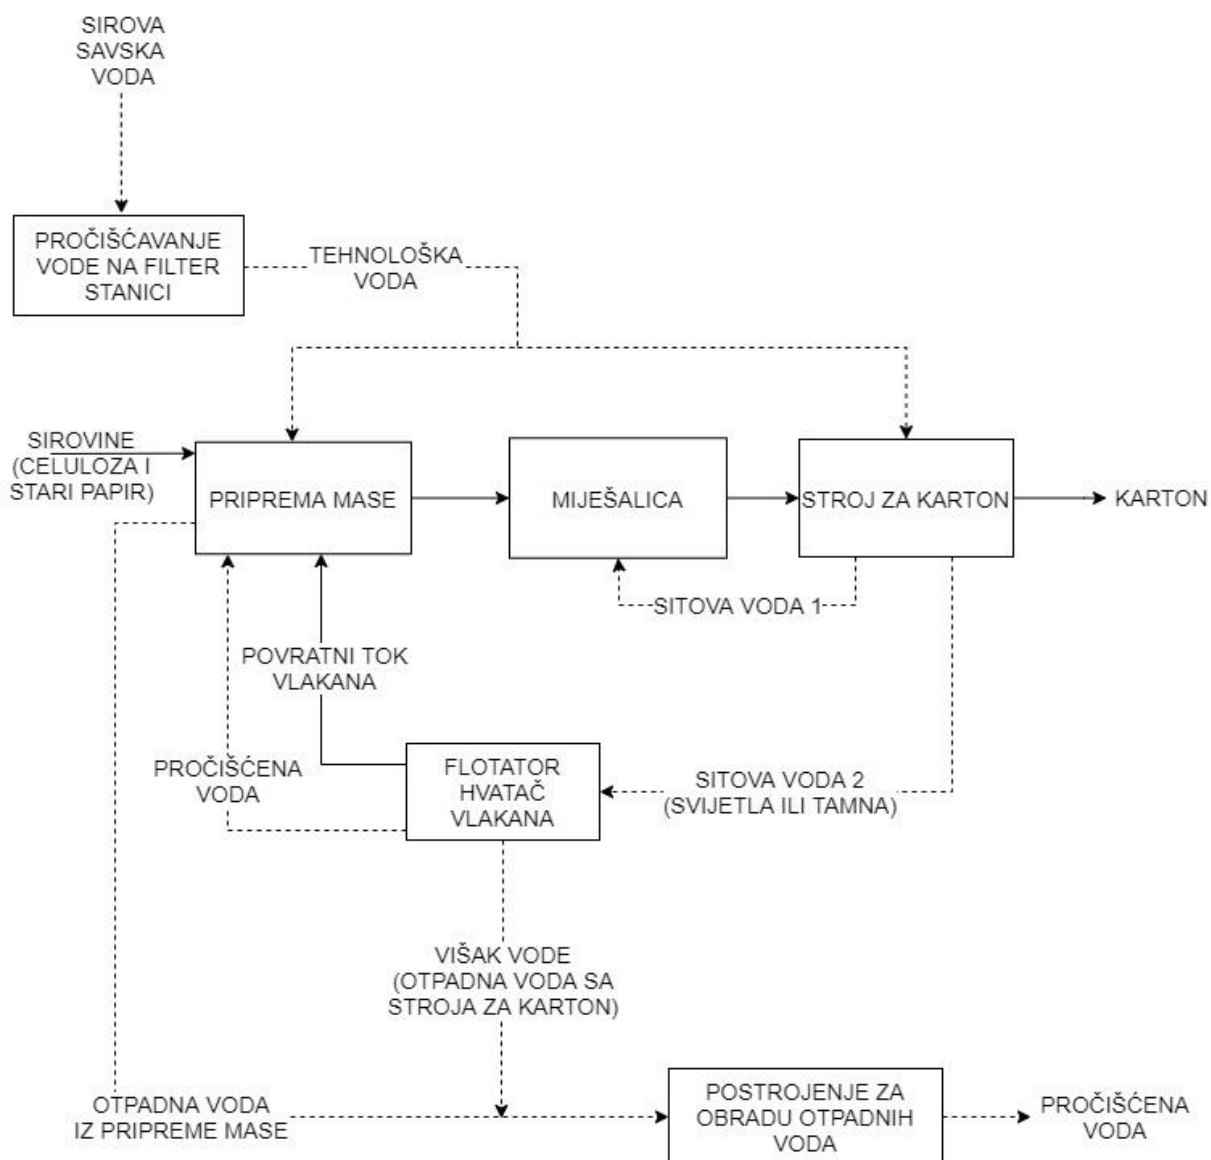 SIROVA
SAVSKA
VODA
PROČIŠĆAVANJE
VODE NA FILTER
STANICI
TEHNOLOŠKA
VODA
SIROVINE
(CELULOZA I
STARI PAPIR)
PRIPREMA MASE
MIJEŠALICA
STROJ ZA KARTON
KARTON
SITOVA VODA 1
POVRATNI TOK
VLAKANA
PROČIŠĆENA
VODA
FLOTATOR
HVATAČ
VLAKANA
SITOVA VODA 2
(SVIJETLA ILI TAMNA)
VIŠAK VODE
(OTPADNA VODA SA
STROJA ZA KARTON)
OTPADNA VODA
IZ PRIPREME MASE
POSTROJENJE ZA
OBRADU OTPADNIH
VODA
PROČIŠĆENA
VODA